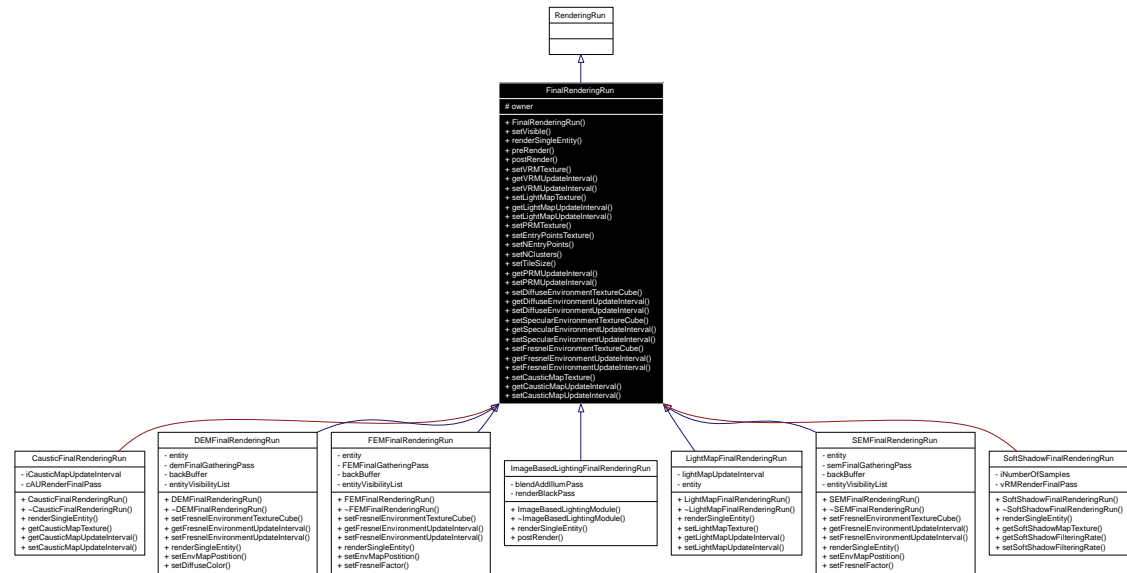 RenderingRun
FinalRenderingRun
# owner
+ FinalRenderingRun()
+ setVisible()
+ renderSingleEntity()
+ preRender()
+ postRender()
+ setVRMTexture()
+ getVRMUpdateInterval()
+ setVRMUpdateInterval()
+ setLightMapTexture()
+ getLightMapUpdateInterval()
+ setLightMapUpdateInterval()
+ setPRMTexture()
+ setEntryPointsTexture()
+ setNEntryPoints()
+ setNClusters()
+ setTileSize()
+ getPRMUpdateInterval()
+ setPRMUpdateInterval()
+ setDiffuseEnvironmentTextureCube()
+ getDiffuseEnvironmentUpdateInterval()
+ setDiffuseEnvironmentUpdateInterval()
+ setSpecularEnvironmentTextureCube()
+ getSpecularEnvironmentUpdateInterval()
+ setSpecularEnvironmentUpdateInterval()
+ setFresnelEnvironmentTextureCube()
+ getFresnelEnvironmentUpdateInterval()
+ setFresnelEnvironmentUpdateInterval()
+ setCausticMapTexture()
+ getCausticMapUpdateInterval()
+ setCausticMapUpdateInterval()
CausticFinalRenderingRun
- iCausticMapUpdateInterval
- cAURenderFinalPass
+ CausticFinalRenderingRun()
+ ~CausticFinalRenderingRun()
+ renderSingleEntity()
+ getCausticMapTexture()
+ getCausticMapUpdateInterval()
+ setCausticMapUpdateInterval()
DEMFinalRenderingRun
- entity
- demFinalGatheringPass
- backBuffer
- entityVisibilityList
+ DEMFinalRenderingRun()
+ ~DEMFinalRenderingRun()
+ setFresnelEnvironmentTextureCube()
+ getFresnelEnvironmentUpdateInterval()
+ setFresnelEnvironmentUpdateInterval()
+ renderSingleEntity()
+ setEnvMapPostition()
+ setDiffuseColor()
FEMFinalRenderingRun
- entity
- FEMFinalGatheringPass
- backBuffer
- entityVisibilityList
+ FEMFinalRenderingRun()
+ ~FEMFinalRenderingRun()
+ setFresnelEnvironmentTextureCube()
+ getFresnelEnvironmentUpdateInterval()
+ setFresnelEnvironmentUpdateInterval()
+ renderSingleEntity()
+ setEnvMapPostition()
+ setFresnelFactor()
ImageBasedLightingFinalRenderingRun
- blendAddIllumPass
- renderBlackPass
+ ImageBasedLightingModule()
+ ~ImageBasedLightingModule()
+ renderSingleEntity()
+ postRender()
LightMapFinalRenderingRun
- lightMapUpdateInterval
- entity
+ LightMapFinalRenderingRun()
+ ~LightMapFinalRenderingRun()
+ renderSingleEntity()
+ setLightMapTexture()
+ getLightMapUpdateInterval()
+ setLightMapUpdateInterval()
SEMFinalRenderingRun
- entity
- semFinalGatheringPass
- backBuffer
- entityVisibilityList
+ SEMFinalRenderingRun()
+ ~SEMFinalRenderingRun()
+ setFresnelEnvironmentTextureCube()
+ getFresnelEnvironmentUpdateInterval()
+ setFresnelEnvironmentUpdateInterval()
+ renderSingleEntity()
+ setEnvMapPostition()
+ setFresnelFactor()
SoftShadowFinalRenderingRun
- iNumberOfSamples
- vRMRenderFinalPass
+ SoftShadowFinalRenderingRun()
+ ~SoftShadowFinalRenderingRun()
+ renderSingleEntity()
+ getSoftShadowMapTexture()
+ getSoftShadowFilteringRate()
+ setSoftShadowFilteringRate()